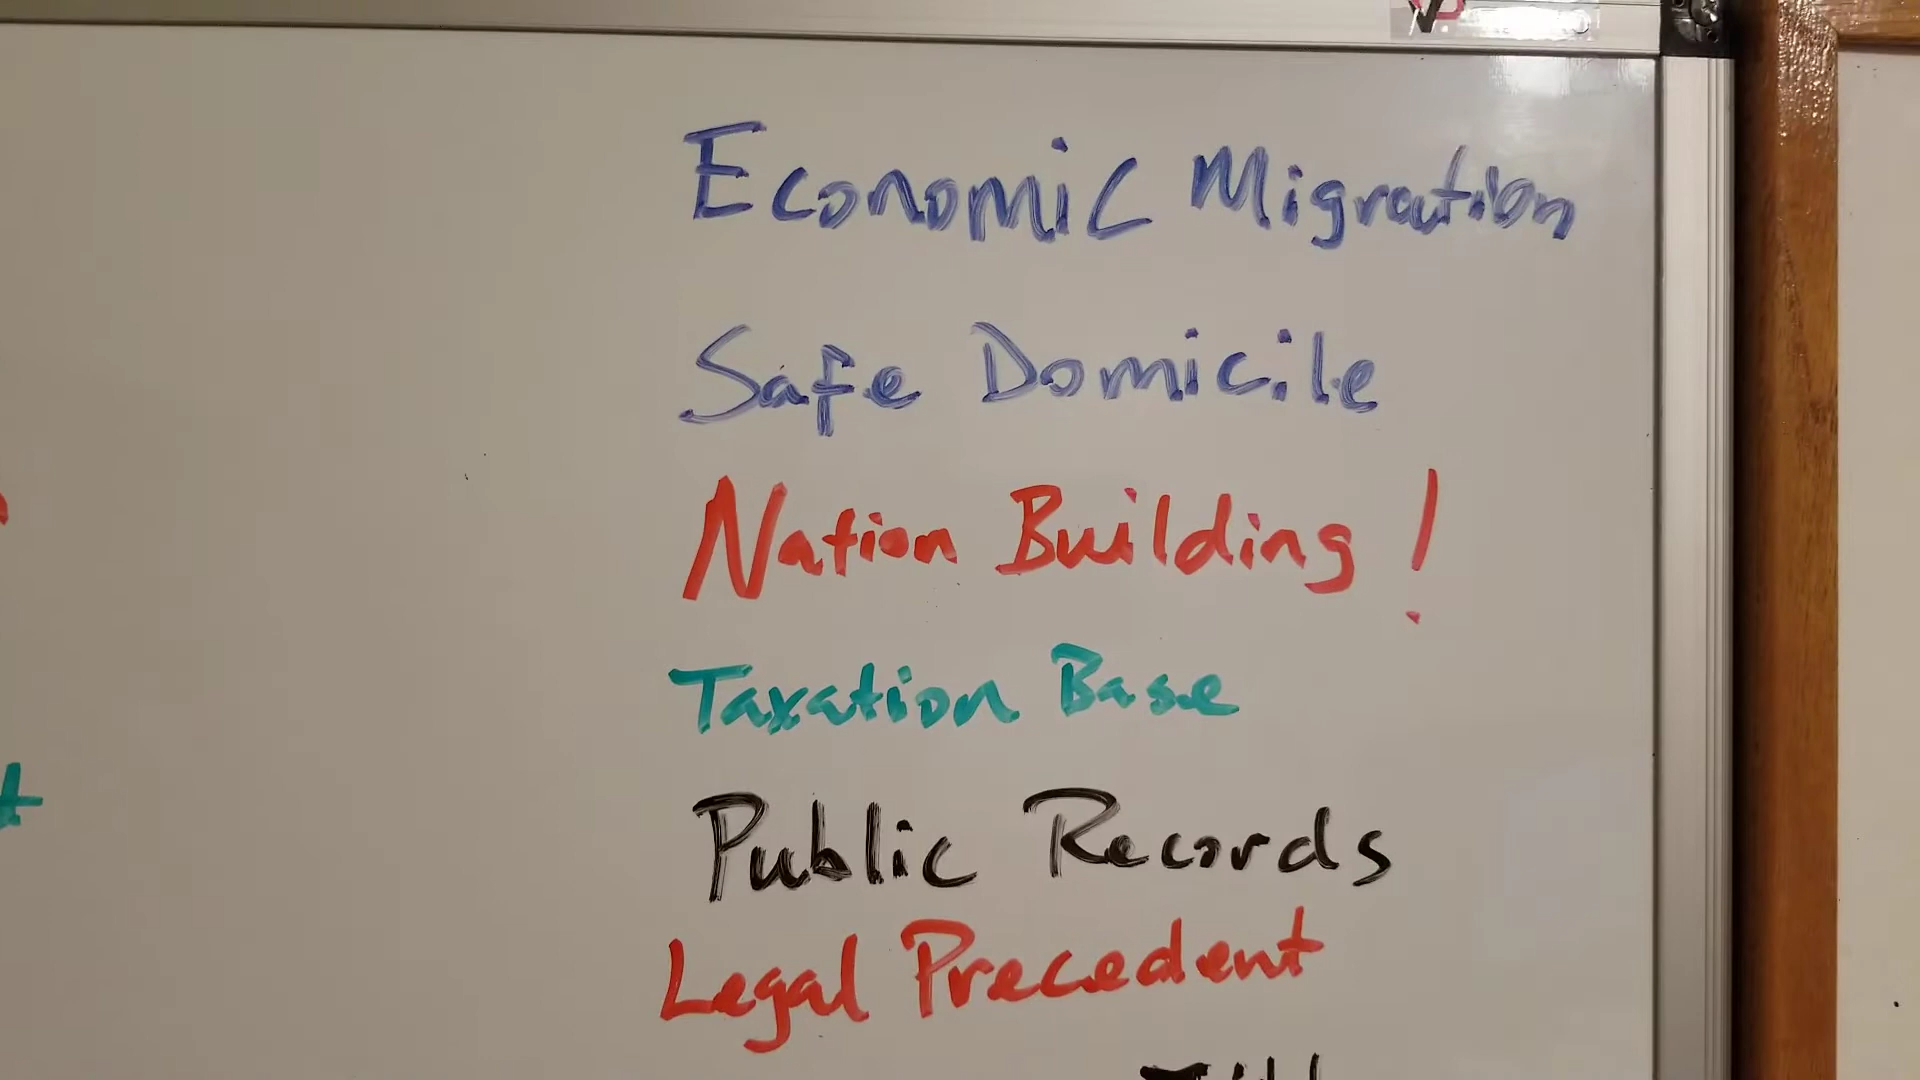 Economic Migration
Safe Domicile
Nation Building!
Taxation Base
Public Records
Legal Precedent